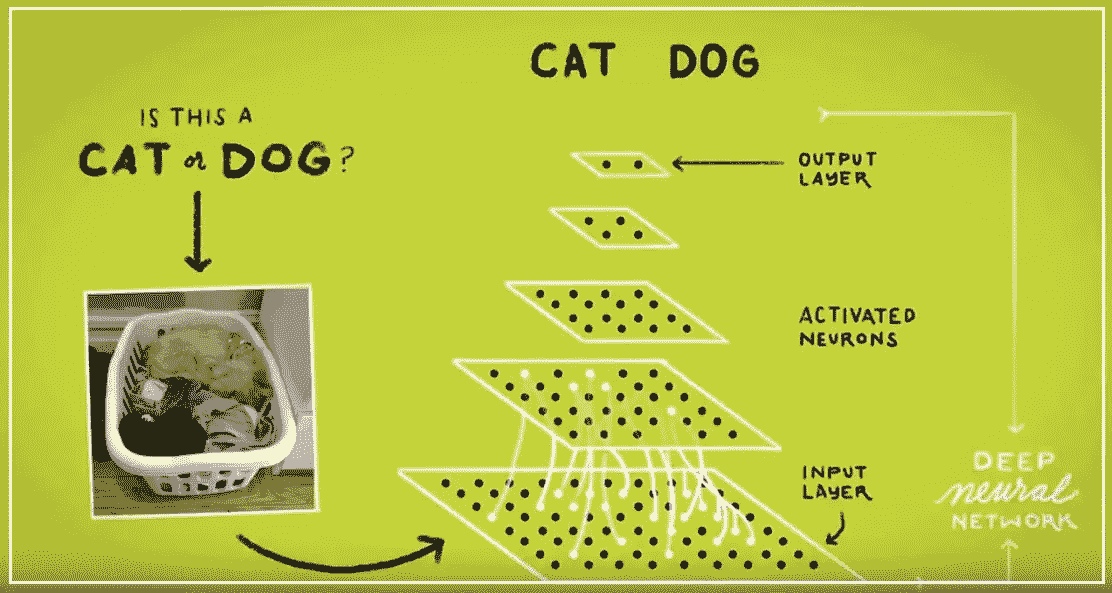 IS THIS A
CAT or DOG?
CAT DOG
OUTPUT
LAYER
ACTIVATED
NEURONS
INPUT
LAYER
DEEP
neural
NETWORK